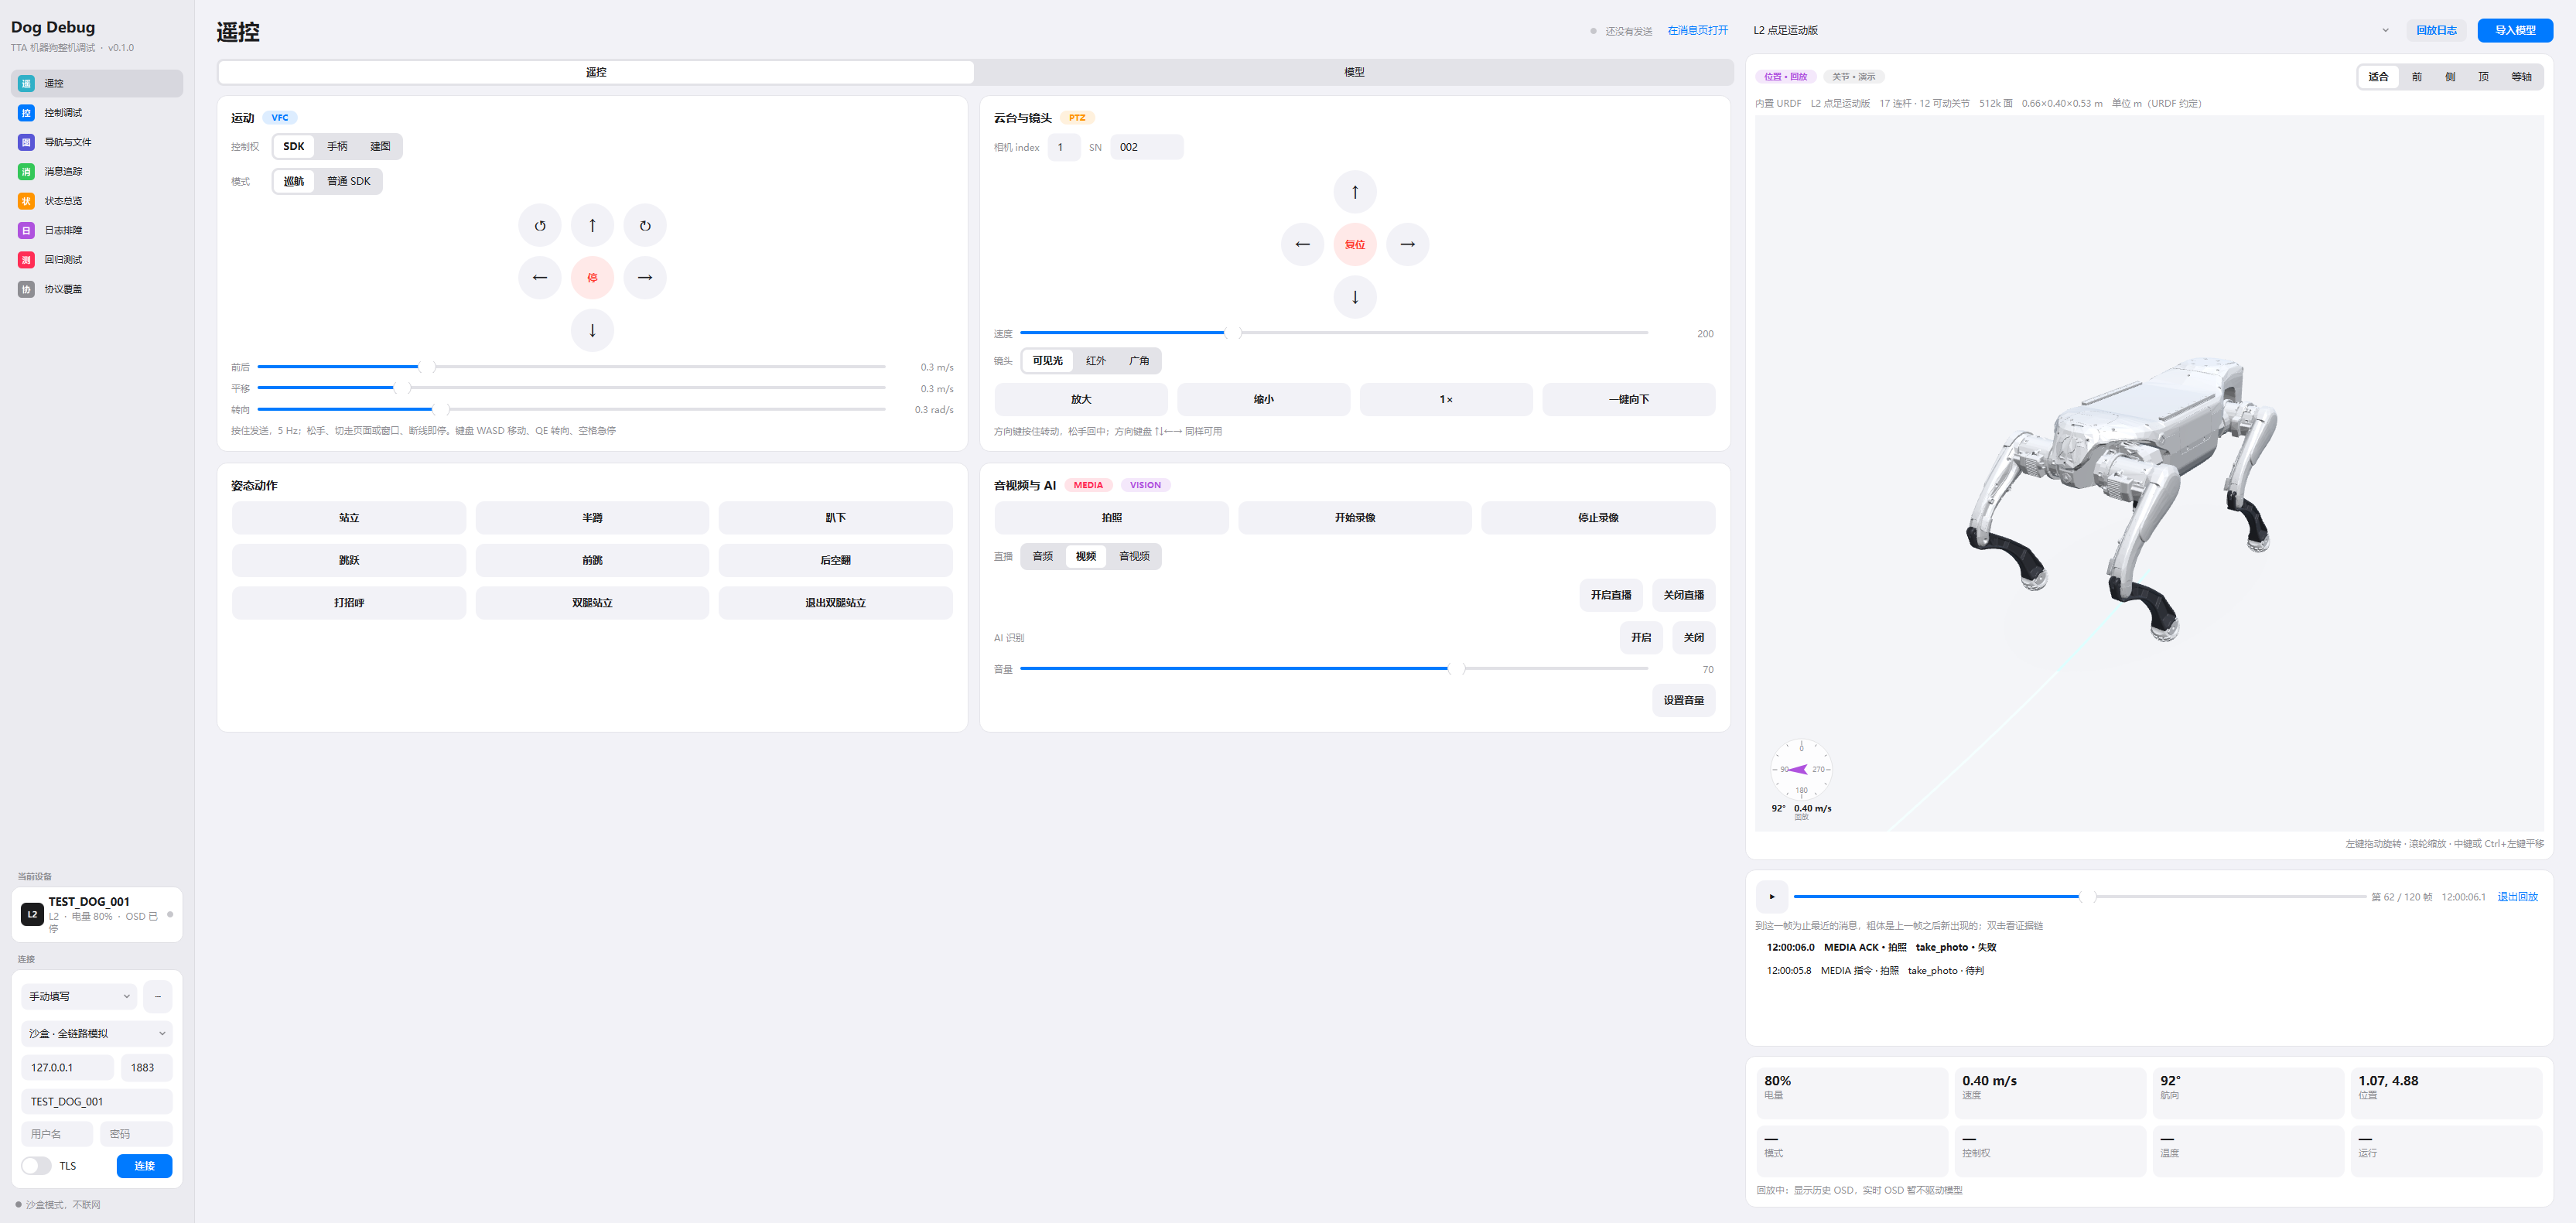 Dog Debug
TTA 机器狗整机调试 · v0.1.0
遥 遥控
控 控制调试
图 导航与文件
消 消息追踪
状 状态总览
日 日志排障
测 回归测试
协 协议覆盖
当前设备
L2
TEST_DOG_001
L2 · 电量 80% · OSD 已
停
连接
手动填写
−
沙盒 · 全链路模拟
127.0.0.1 1883
TEST_DOG_001
用户名 密码
TLS 连接
沙盒模式，不联网
遥控
还没有发送 在消息页打开
遥控 模型
运动 VFC
控制权 SDK 手柄 建图
模式 巡航 普通 SDK
↺ ↑ ↻
← 停 →
↓
前后 0.3 m/s
平移 0.3 m/s
转向 0.3 rad/s
按住发送，5 Hz；松手、切走页面或窗口、断线即停。键盘 WASD 移动、QE 转向、空格急停
云台与镜头 PTZ
相机 index 1 SN 002
↑
← 复位 →
↓
速度 200
镜头 可见光 红外 广角
放大 缩小 1× 一键向下
方向键按住转动，松手回中；方向键盘 ↑↓←→ 同样可用
姿态动作
站立 半蹲 趴下
跳跃 前跳 后空翻
打招呼 双腿站立 退出双腿站立
音视频与 AI MEDIA VISION
拍照 开始录像 停止录像
直播 音频 视频 音视频
开启直播 关闭直播
AI 识别 开启 关闭
音量 70
设置音量
L2 点足运动版 回放日志 导入模型
位置 • 回放 关节 • 演示 适合 前 侧 顶 等轴
内置 URDF L2 点足运动版 17 连杆 · 12 可动关节 512k 面 0.66×0.40×0.53 m 单位 m（URDF 约定）
0
90 270
180
92° 0.40 m/s
回放
左键拖动旋转 · 滚轮缩放 · 中键或 Ctrl+左键平移
第 62 / 120 帧 12:00:06.1 退出回放
到这一帧为止最近的消息，粗体是上一帧之后新出现的；双击看证据链
12:00:06.0 MEDIA ACK • 拍照 take_photo • 失败
12:00:05.8 MEDIA 指令 · 拍照 take_photo · 待判
80% 0.40 m/s 92° 1.07, 4.88
电量 速度 航向 位置
— — — —
模式 控制权 温度 运行
回放中：显示历史 OSD，实时 OSD 暂不驱动模型